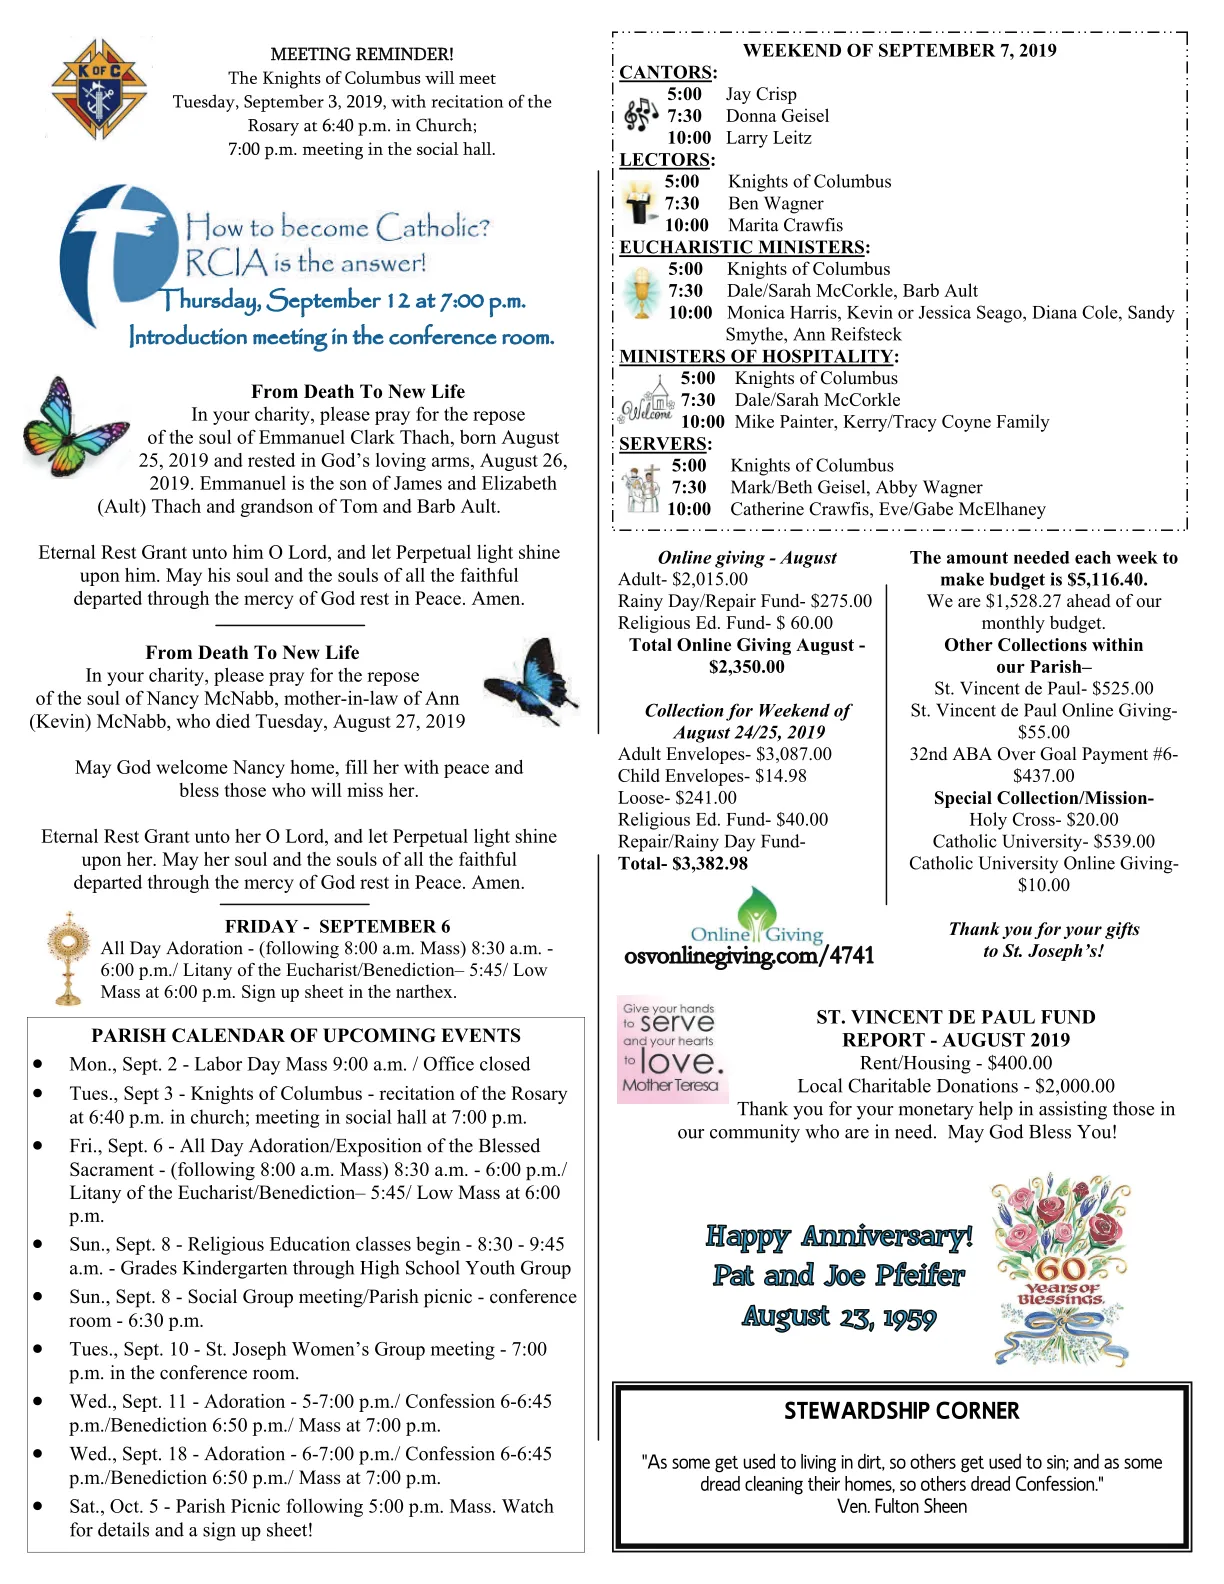 K OF C
MEETING REMINDER!
The Knights of Columbus will meet
Tuesday, September 3, 2019, with recitation of the
Rosary at 6:40 p.m. in Church;
7:00 p.m. meeting in the social hall.
How to become Catholic?
RCIA is the answer!
Thursday, September 12 at 7:00 p.m.
Introduction meeting in the conference room.
From Death To New Life
In your charity, please pray for the repose
of the soul of Emmanuel Clark Thach, born August
25, 2019 and rested in God's loving arms, August 26,
2019. Emmanuel is the son of James and Elizabeth
(Ault) Thach and grandson of Tom and Barb Ault.
Eternal Rest Grant unto him O Lord, and let Perpetual light shine
upon him. May his soul and the souls of all the faithful
departed through the mercy of God rest in Peace. Amen.
From Death To New Life
In your charity, please pray for the repose
of the soul of Nancy McNabb, mother-in-law of Ann
(Kevin) McNabb, who died Tuesday, August 27, 2019
May God welcome Nancy home, fill her with peace and
bless those who will miss her.
Eternal Rest Grant unto her O Lord, and let Perpetual light shine
upon her. May her soul and the souls of all the faithful
departed through the mercy of God rest in Peace. Amen.
FRIDAY - SEPTEMBER 6
All Day Adoration - (following 8:00 a.m. Mass) 8:30 a.m. -
6:00 p.m./ Litany of the Eucharist/Benediction– 5:45/ Low
Mass at 6:00 p.m. Sign up sheet in the narthex.
PARISH CALENDAR OF UPCOMING EVENTS
● Mon., Sept. 2 - Labor Day Mass 9:00 a.m. / Office closed
● Tues., Sept 3 - Knights of Columbus - recitation of the Rosary
at 6:40 p.m. in church; meeting in social hall at 7:00 p.m.
● Fri., Sept. 6 - All Day Adoration/Exposition of the Blessed
Sacrament - (following 8:00 a.m. Mass) 8:30 a.m. - 6:00 p.m./
Litany of the Eucharist/Benediction– 5:45/ Low Mass at 6:00
p.m.
● Sun., Sept. 8 - Religious Education classes begin - 8:30 - 9:45
a.m. - Grades Kindergarten through High School Youth Group
● Sun., Sept. 8 - Social Group meeting/Parish picnic - conference
room - 6:30 p.m.
● Tues., Sept. 10 - St. Joseph Women's Group meeting - 7:00
p.m. in the conference room.
● Wed., Sept. 11 - Adoration - 5-7:00 p.m./ Confession 6-6:45
p.m./Benediction 6:50 p.m./ Mass at 7:00 p.m.
● Wed., Sept. 18 - Adoration - 6-7:00 p.m./ Confession 6-6:45
p.m./Benediction 6:50 p.m./ Mass at 7:00 p.m.
● Sat., Oct. 5 - Parish Picnic following 5:00 p.m. Mass. Watch
for details and a sign up sheet!
WEEKEND OF SEPTEMBER 7, 2019
CANTORS:
5:00 Jay Crisp
7:30 Donna Geisel
10:00 Larry Leitz
LECTORS:
5:00 Knights of Columbus
7:30 Ben Wagner
10:00 Marita Crawfis
EUCHARISTIC MINISTERS:
5:00 Knights of Columbus
7:30 Dale/Sarah McCorkle, Barb Ault
10:00 Monica Harris, Kevin or Jessica Seago, Diana Cole, Sandy
Smythe, Ann Reifsteck
MINISTERS OF HOSPITALITY:
5:00 Knights of Columbus
Welcome
7:30 Dale/Sarah McCorkle
10:00 Mike Painter, Kerry/Tracy Coyne Family
SERVERS:
5:00 Knights of Columbus
7:30 Mark/Beth Geisel, Abby Wagner
10:00 Catherine Crawfis, Eve/Gabe McElhaney
Online giving - August
Adult- $2,015.00
Rainy Day/Repair Fund- $275.00
Religious Ed. Fund- $ 60.00
Total Online Giving August -
$2,350.00
Collection for Weekend of
August 24/25, 2019
Adult Envelopes- $3,087.00
Child Envelopes- $14.98
Loose- $241.00
Religious Ed. Fund- $40.00
Repair/Rainy Day Fund-
Total- $3,382.98
Online Giving
osvonlinegiving.com/4741
The amount needed each week to
make budget is $5,116.40.
We are $1,528.27 ahead of our
monthly budget.
Other Collections within
our Parish–
St. Vincent de Paul- $525.00
St. Vincent de Paul Online Giving-
$55.00
32nd ABA Over Goal Payment #6-
$437.00
Special Collection/Mission-
Holy Cross- $20.00
Catholic University- $539.00
Catholic University Online Giving-
$10.00
Thank you for your gifts
to St. Joseph's!
Give your hands
to serve
and your hearts
to love.
Mother Teresa
ST. VINCENT DE PAUL FUND
REPORT - AUGUST 2019
Rent/Housing - $400.00
Local Charitable Donations - $2,000.00
Thank you for your monetary help in assisting those in
our community who are in need. May God Bless You!
Happy Anniversary!
Pat and Joe Pfeifer
August 23, 1959
60
Years of
Blessings.
STEWARDSHIP CORNER
"As some get used to living in dirt, so others get used to sin; and as some
dread cleaning their homes, so others dread Confession."
Ven. Fulton Sheen